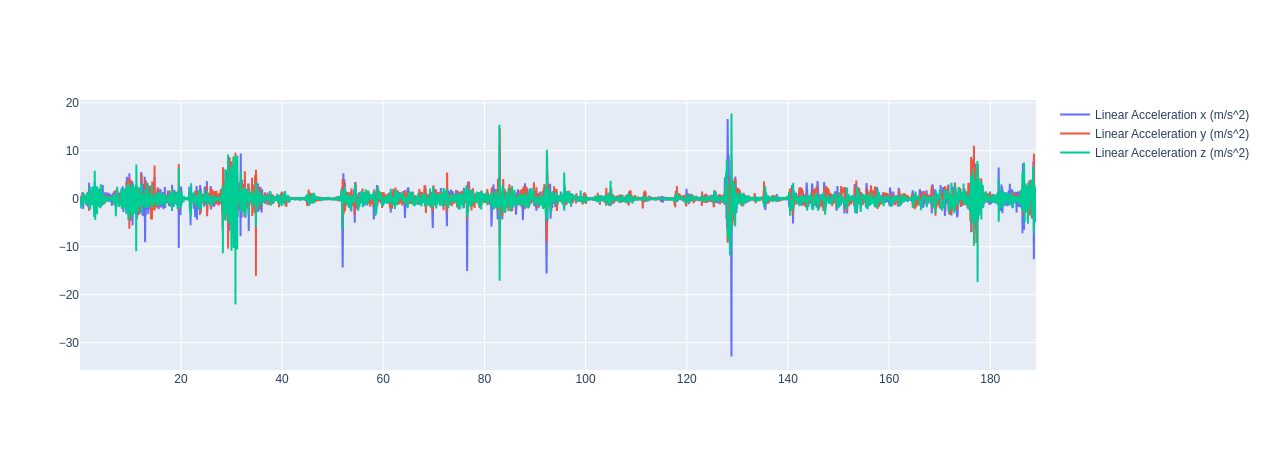 20
10
0
−10
−20
−30
20 40 60 80 100 120 140 160 180
Linear Acceleration x (m/s^2)
Linear Acceleration y (m/s^2)
Linear Acceleration z (m/s^2)